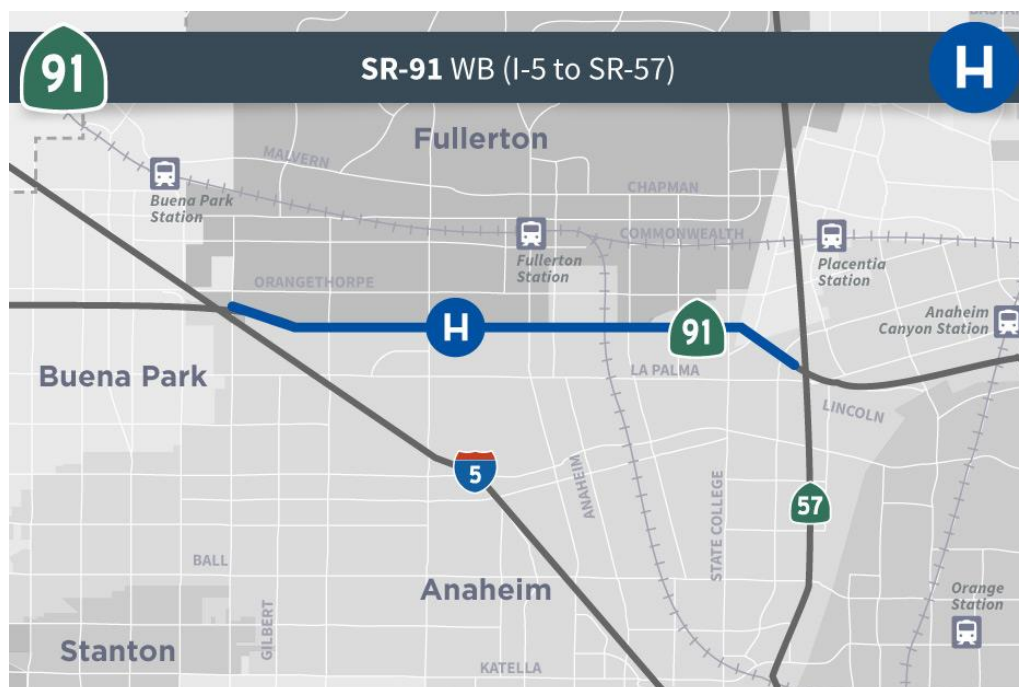 91
SR-91 WB (I-5 to SR-57)
H
Fullerton
MALVERN
CHAPMAN
Buena Park
Station
COMMONWEALTH
Fullerton
Station
Placentia
Station
ORANGETHORPE
Anaheim
Canyon Station
H
91
Buena Park
LA PALMA
LINCOLN
5
ANAHEIM
STATE COLLEGE
57
BALL
Anaheim
Orange
Station
GILBERT
Stanton
KATELLA